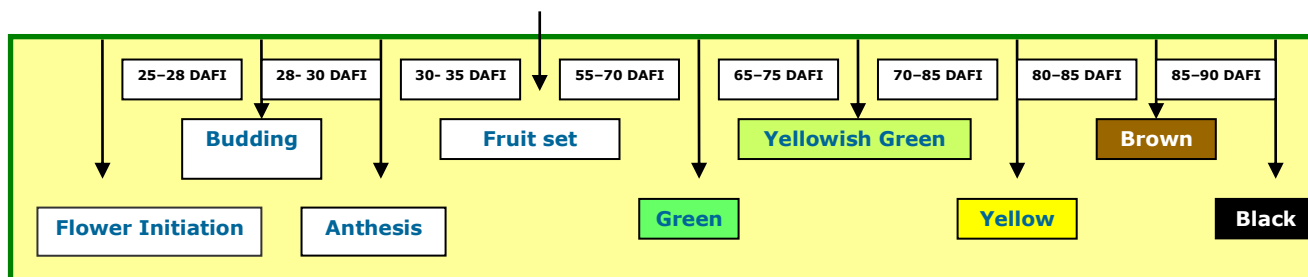 25–28 DAFI
28- 30 DAFI
30- 35 DAFI
55–70 DAFI
65–75 DAFI
70–85 DAFI
80–85 DAFI
85–90 DAFI
Budding
Fruit set
Yellowish Green
Brown
Flower Initiation
Anthesis
Green
Yellow
Black